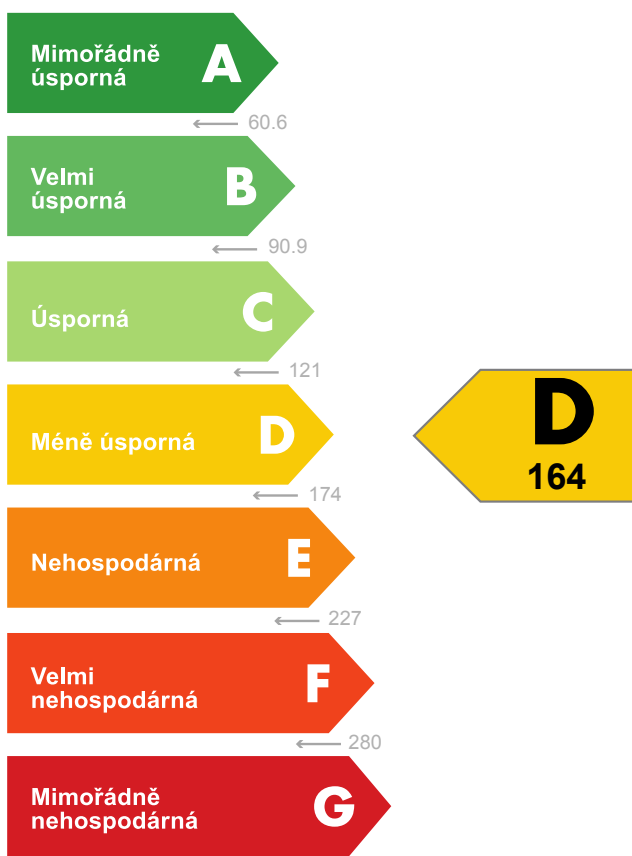 Mimořádně
úsporná
A
60.6
Velmi
úsporná
B
90.9
Úsporná
C
121
Méně úsporná
D
174
D
164
Nehospodárná
E
227
Velmi
nehospodárná
F
280
Mimořádně
nehospodárná
G